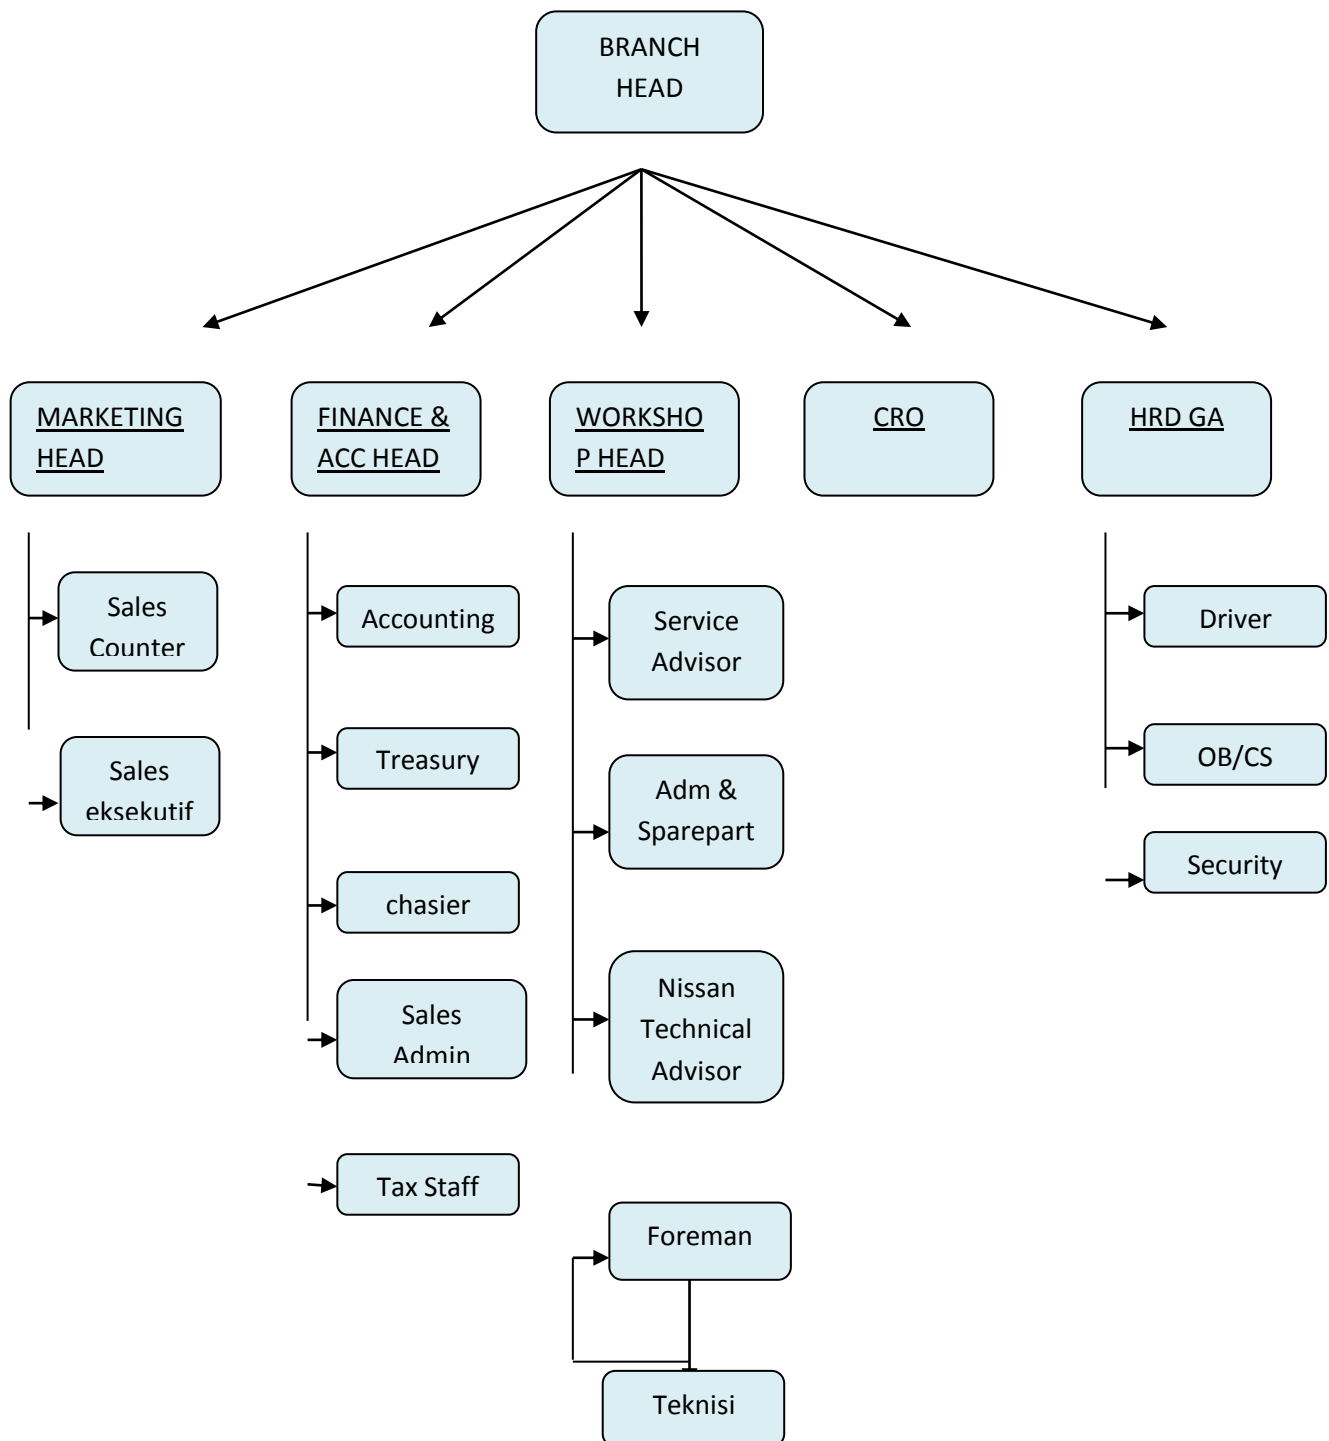 BRANCH
HEAD
MARKETING
HEAD
FINANCE &
ACC HEAD
WORKSHO
P HEAD
CRO
HRD GA
Sales
Counter
Sales
eksekutif
Accounting
Treasury
chasier
Sales
Admin
Tax Staff
Service
Advisor
Adm &
Sparepart
Nissan
Technical
Advisor
Foreman
Teknisi
Driver
OB/CS
Security